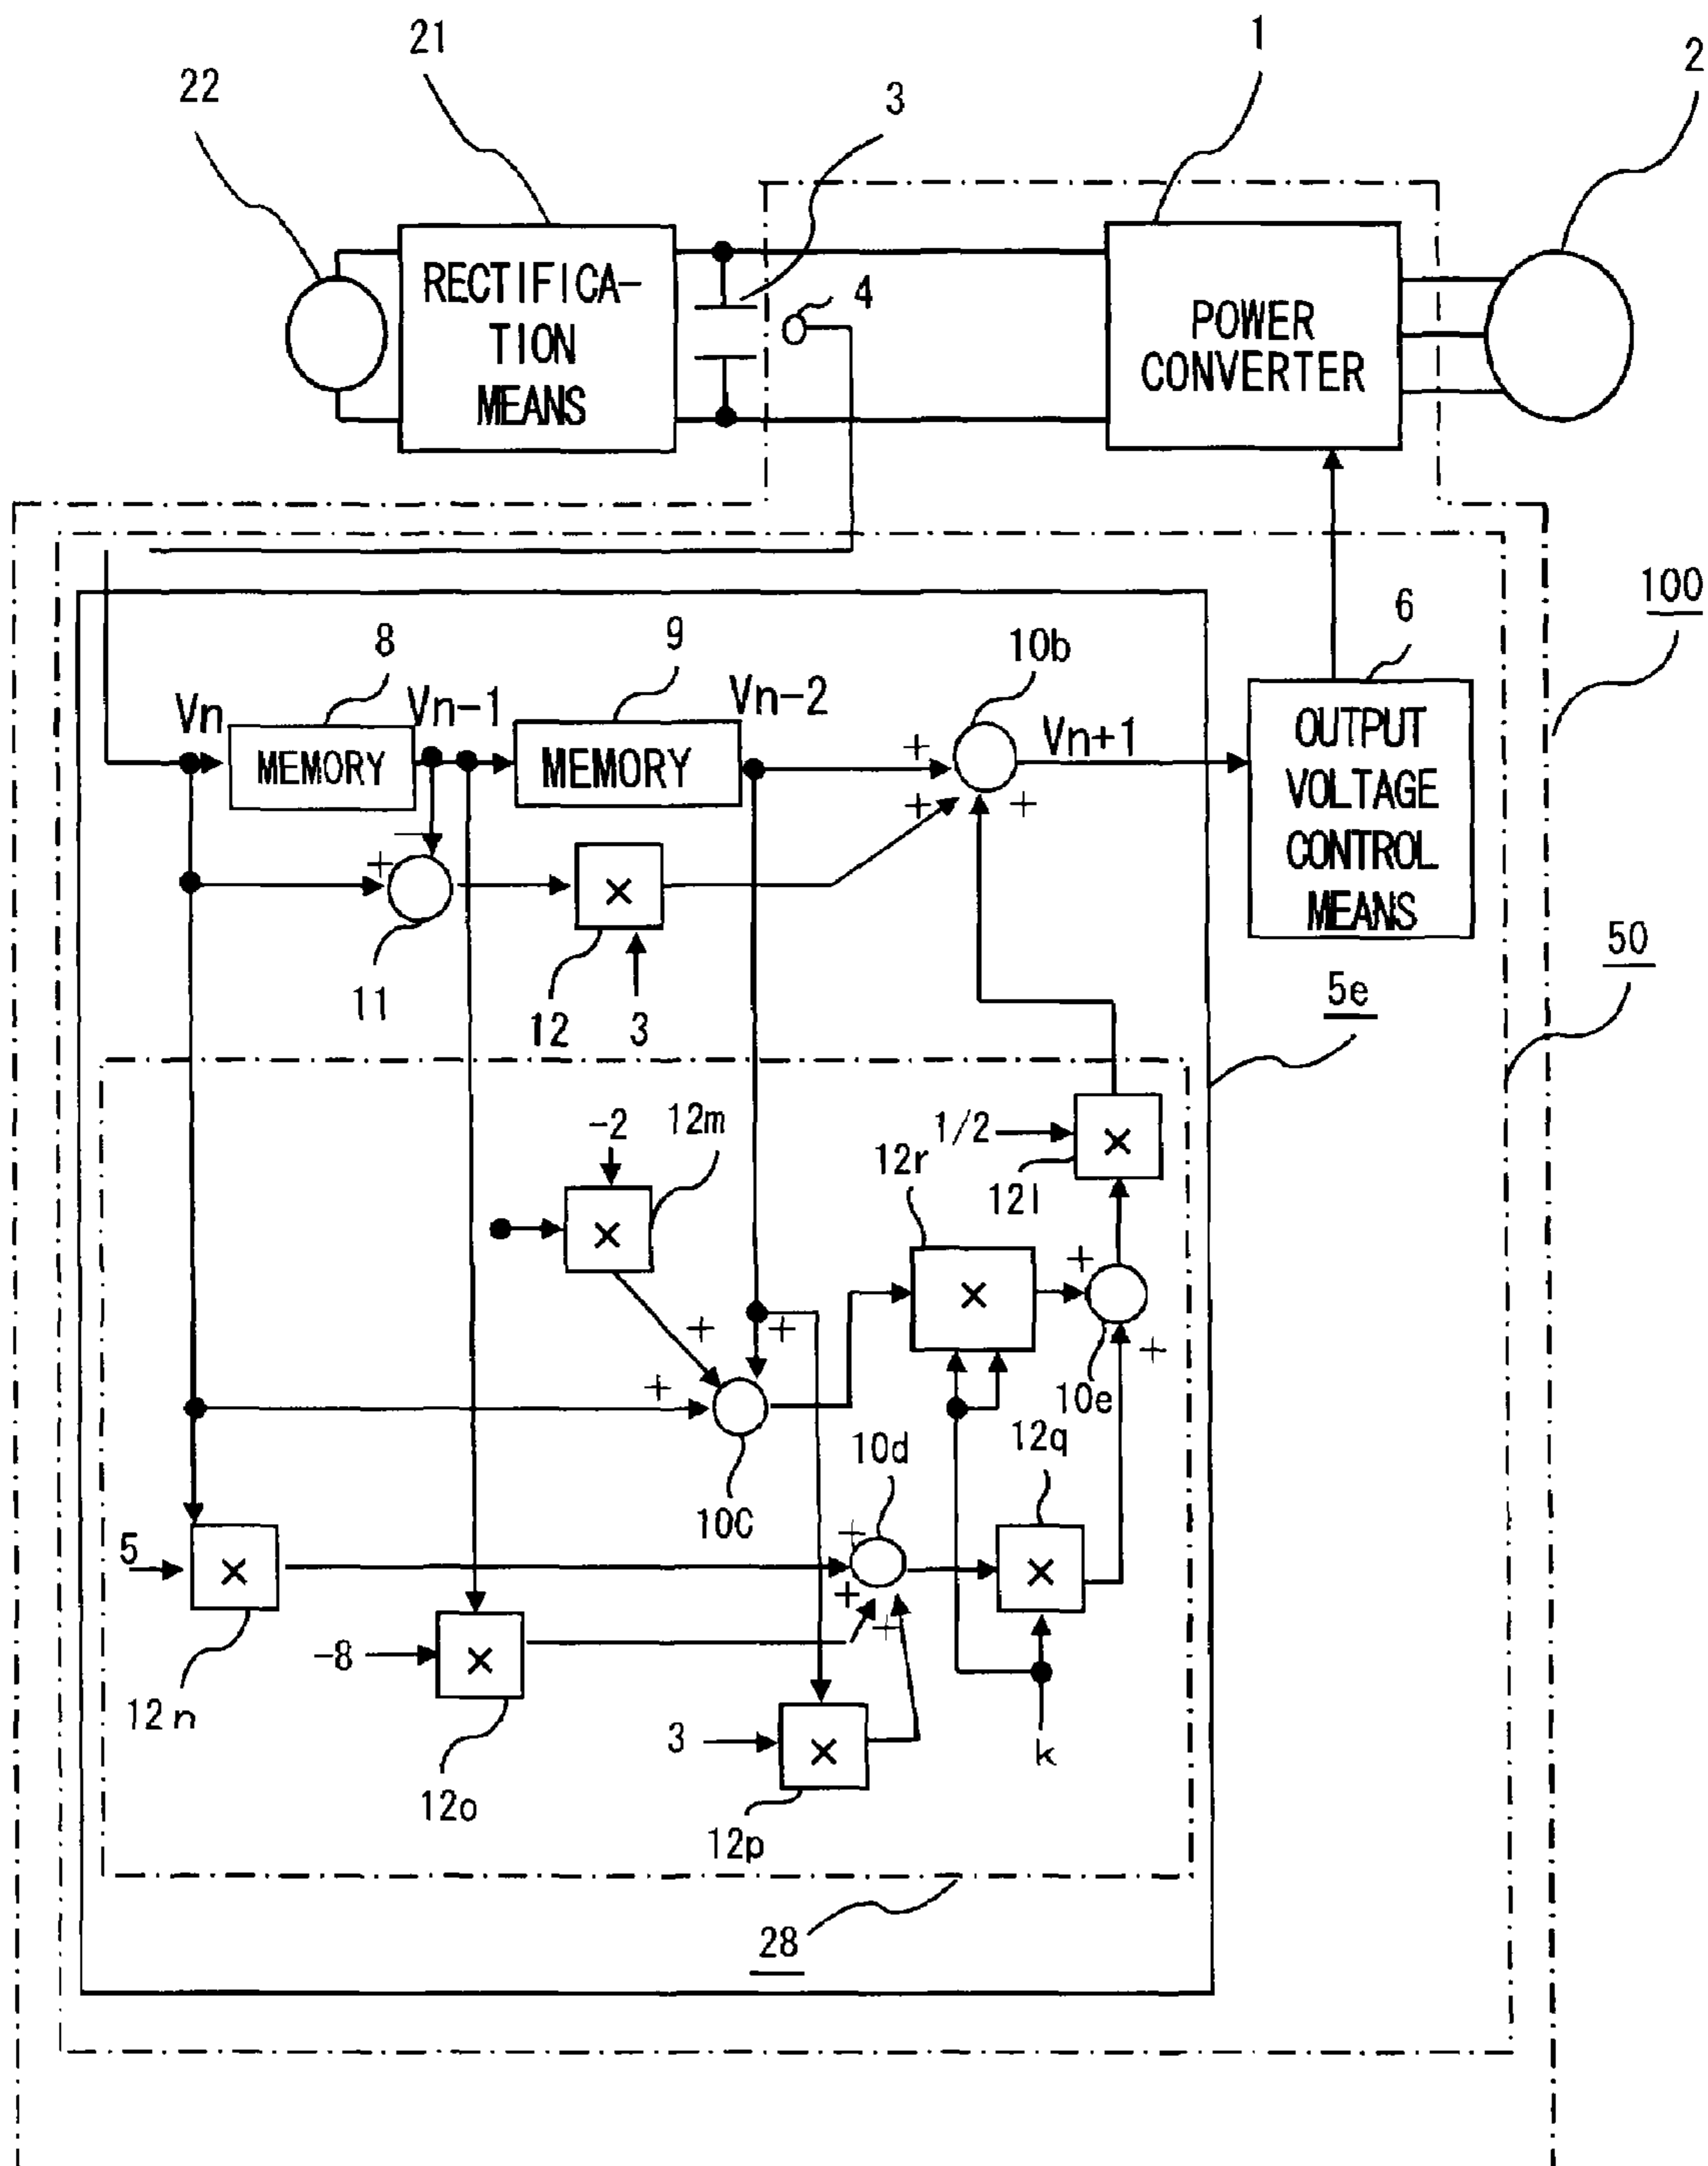 21
1
2
22
3
RECTIFICA-
TION
MEANS
4
POWER
CONVERTER
100
8
9
10b
6
Vn
Vn-1
Vn-2
Vn+1
MEMORY
MEMORY
+
+
+
OUTPUT
VOLTAGE
CONTROL
MEANS
—
+
×
11
12
3
50
5e
-2
12m
1/2
×
12r
12l
×
×
+
+
+
+
+
10e
10C
10d
12q
5
×
+
+
+
×
-8
×
12n
3
×
k
12o
12p
28